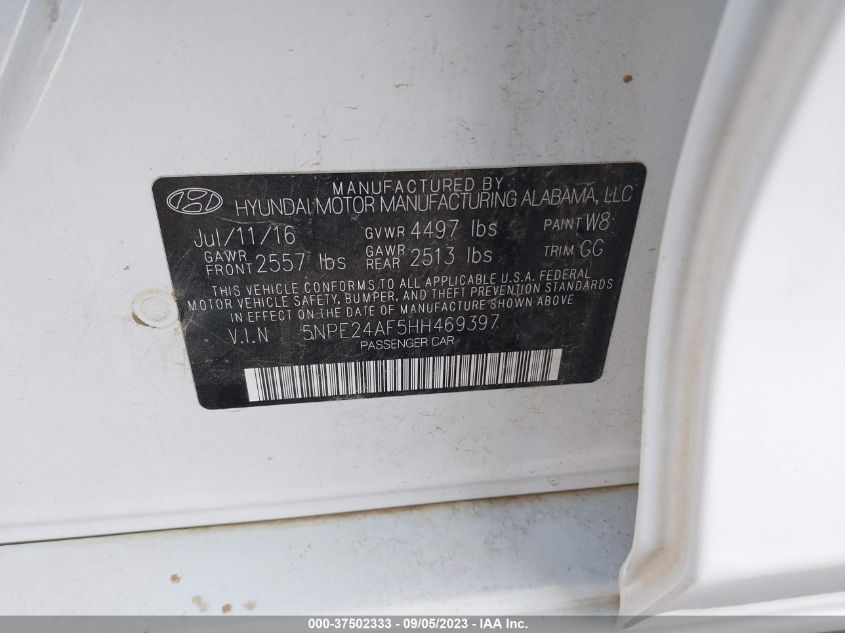 MANUFACTURED BY
HYUNDAI MOTOR MANUFACTURING ALABAMA, LLC
Jul/11/16 GVWR 4497 lbs PAINT W8
GAWR FRONT 2557 lbs GAWR REAR 2513 lbs TRIM GG
THIS VEHICLE CONFORMS TO ALL APPLICABLE U.S.A. FEDERAL
MOTOR VEHICLE SAFETY, BUMPER, AND THEFT PREVENTION STANDARDS
IN EFFECT ON THE DATE OF MANUFACTURE SHOWN ABOVE
V.I.N 5NPE24AF5HH469397
PASSENGER CAR
000-37502333 - 09/05/2023 - IAA Inc.